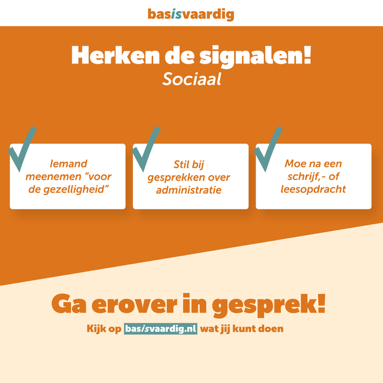 basisvaardig
Herken de signalen!
Sociaal
Iemand
meenemen “voor
de gezelligheid”
Stil bij
gesprekken over
administratie
Moe na een
schrijf,- of
leesopdracht
Ga erover in gesprek!
Kijk op basisvaardig.nl wat jij kunt doen